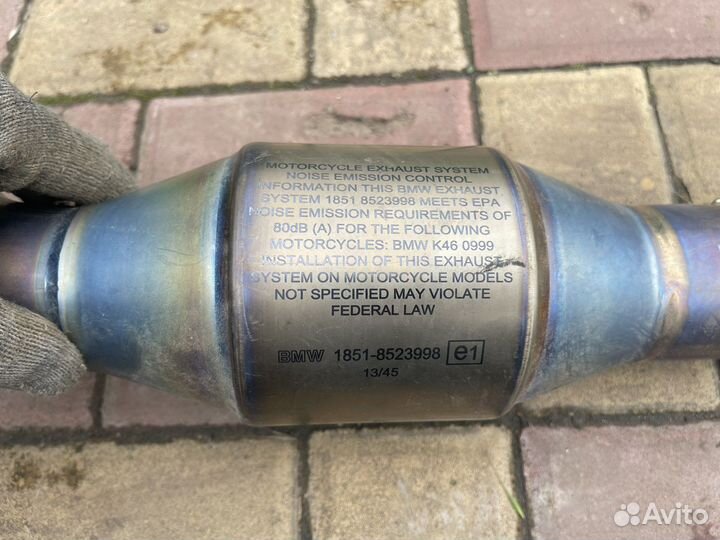 MOTORCYCLE EXHAUST SYSTEM
NOISE EMISSION CONTROL
INFORMATION THIS BMW EXHAUST
SYSTEM 1851 8523998 MEETS EPA
NOISE EMISSION REQUIREMENTS OF
80dB (A) FOR THE FOLLOWING
MOTORCYCLES: BMW K46 0999
INSTALLATION OF THIS EXHAUST
SYSTEM ON MOTORCYCLE MODELS
NOT SPECIFIED MAY VIOLATE
FEDERAL LAW
BMW 1851-8523998 e1
13/45
Avito